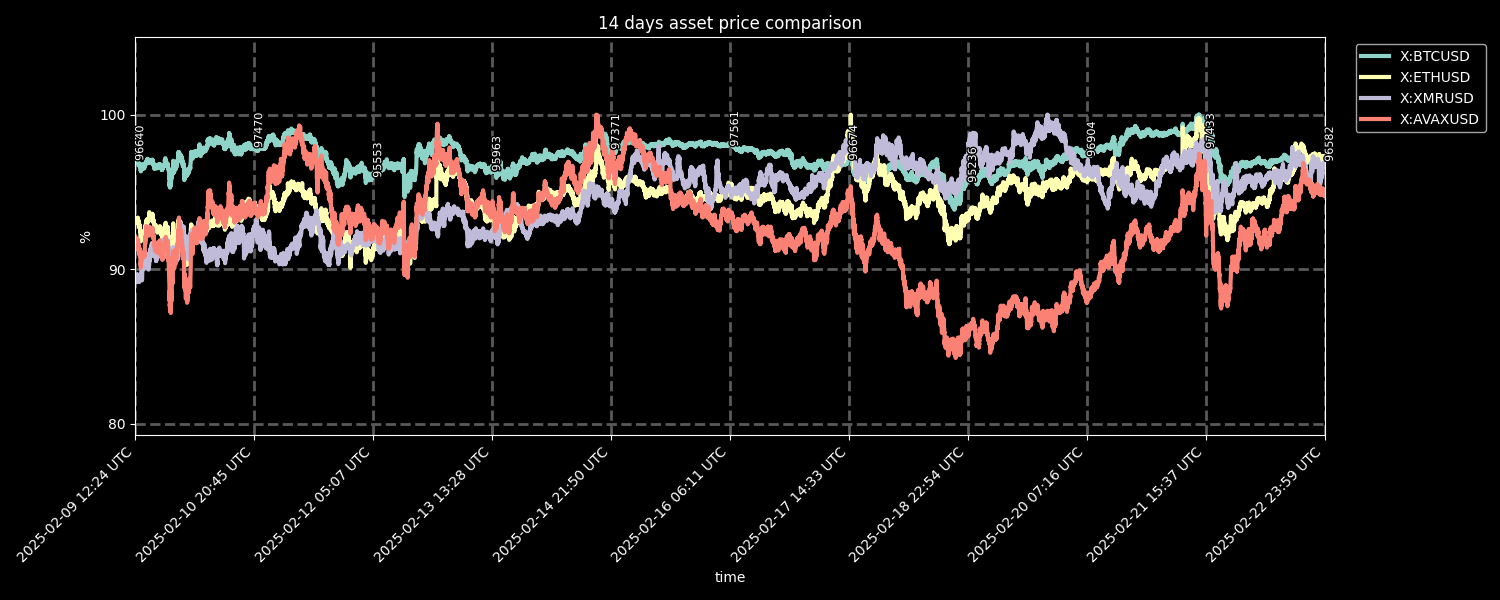 14 days asset price comparison
X:BTCUSD
X:ETHUSD
X:XMRUSD
X:AVAXUSD
%
100
90
80
96640
97470
95553
95963
97371
97561
96674
95236
96904
97433
96582
2025-02-09 12:24 UTC
2025-02-10 20:45 UTC
2025-02-12 05:07 UTC
2025-02-13 13:28 UTC
2025-02-14 21:50 UTC
2025-02-16 06:11 UTC
2025-02-17 14:33 UTC
2025-02-18 22:54 UTC
2025-02-20 07:16 UTC
2025-02-21 15:37 UTC
2025-02-22 23:59 UTC
time